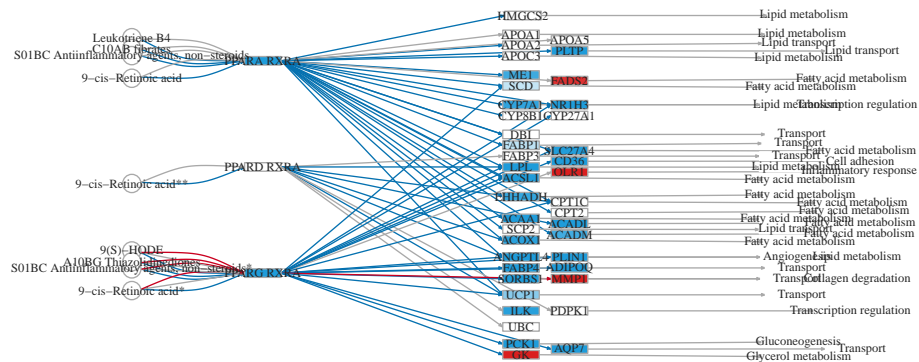 Leukotriene B4
C10AB fibrates
S01BC Antiinflammatory agents, non-steroids
9-cis-Retinoic acid
PPARA RXRA
9-cis-Retinoic acid**
PPARD RXRA
9(S)-HODE
A10BG Thiazolidinediones
S01BC Antiinflammatory agents, non-steroids*
9-cis-Retinoic acid*
PPARG RXRA
HMGCS2 Lipid metabolism
APOA1 Lipid metabolism
APOA5 Lipid transport
APOA2
PLTP Lipid transport
APOC3 Lipid metabolism
ME1
FADS2 Fatty acid metabolism
SCD Fatty acid metabolism
CYP7A1 NR1H3 Lipid metabolism Transcription regulation
CYP8B1 CYP27A1
DBI Transport
FABP1 Transport
SLC27A4 Fatty acid metabolism
FABP3 Transport
CD36 Cell adhesion
LPL Lipid metabolism
OLR1 Inflammatory response
ACSL1 Fatty acid metabolism
EHHADH Fatty acid metabolism
CPT1C Fatty acid metabolism
CPT2 Fatty acid metabolism
ACAA1 Fatty acid metabolism
ACADL Fatty acid metabolism
SCP2 Lipid transport
ACADM Fatty acid metabolism
ACOX1 Fatty acid metabolism
ANGPTL4 PLIN1 Angiogenesis Lipid metabolism
FABP4 ADIPOQ Transport
SORBS1 MMP1 Transport Collagen degradation
UCP1 Transport
ILK PDPK1 Transcription regulation
UBC
PCK1 Gluconeogenesis
AQP7 Transport
GK Glycerol metabolism